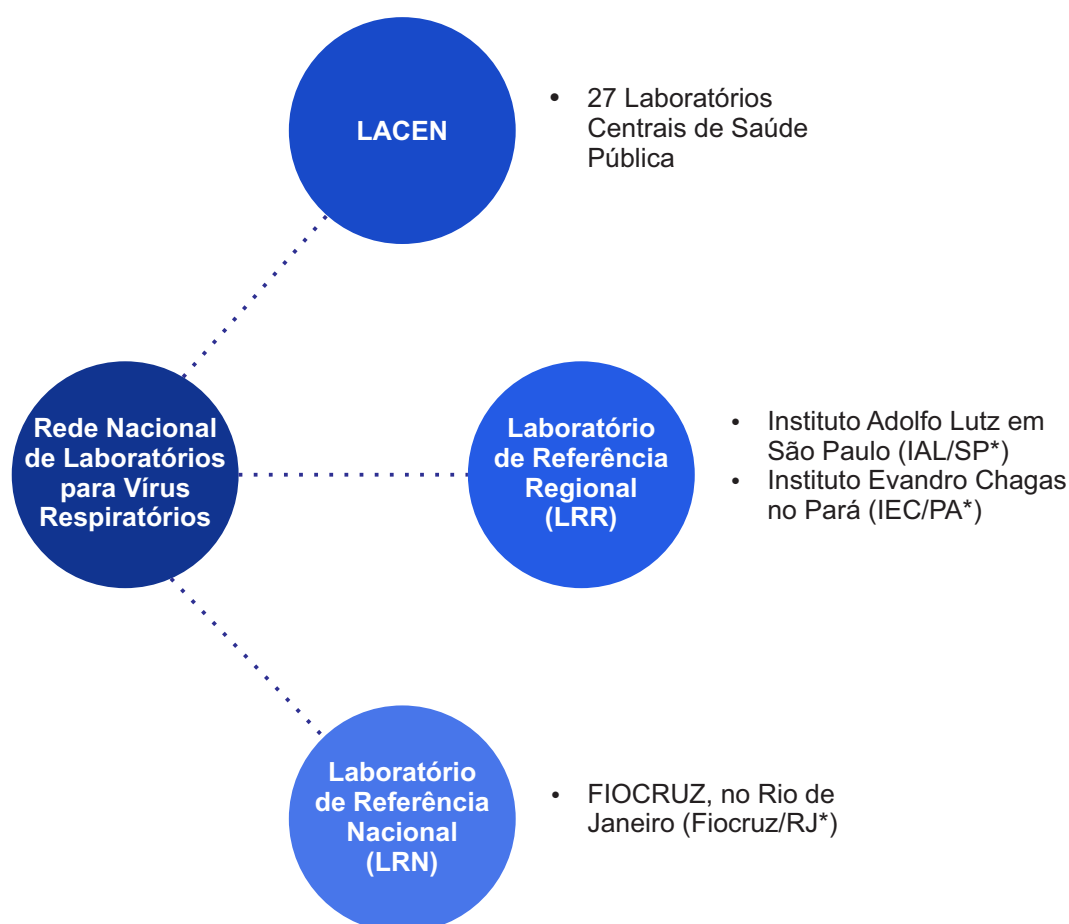 LACEN
• 27 Laboratórios
Centrais de Saúde
Pública
Rede Nacional
de Laboratórios
para Vírus
Respiratórios
Laboratório
de Referência
Regional
(LRR)
• Instituto Adolfo Lutz em
São Paulo (IAL/SP*)
• Instituto Evandro Chagas
no Pará (IEC/PA*)
Laboratório
de Referência
Nacional
(LRN)
• FIOCRUZ, no Rio de
Janeiro (Fiocruz/RJ*)